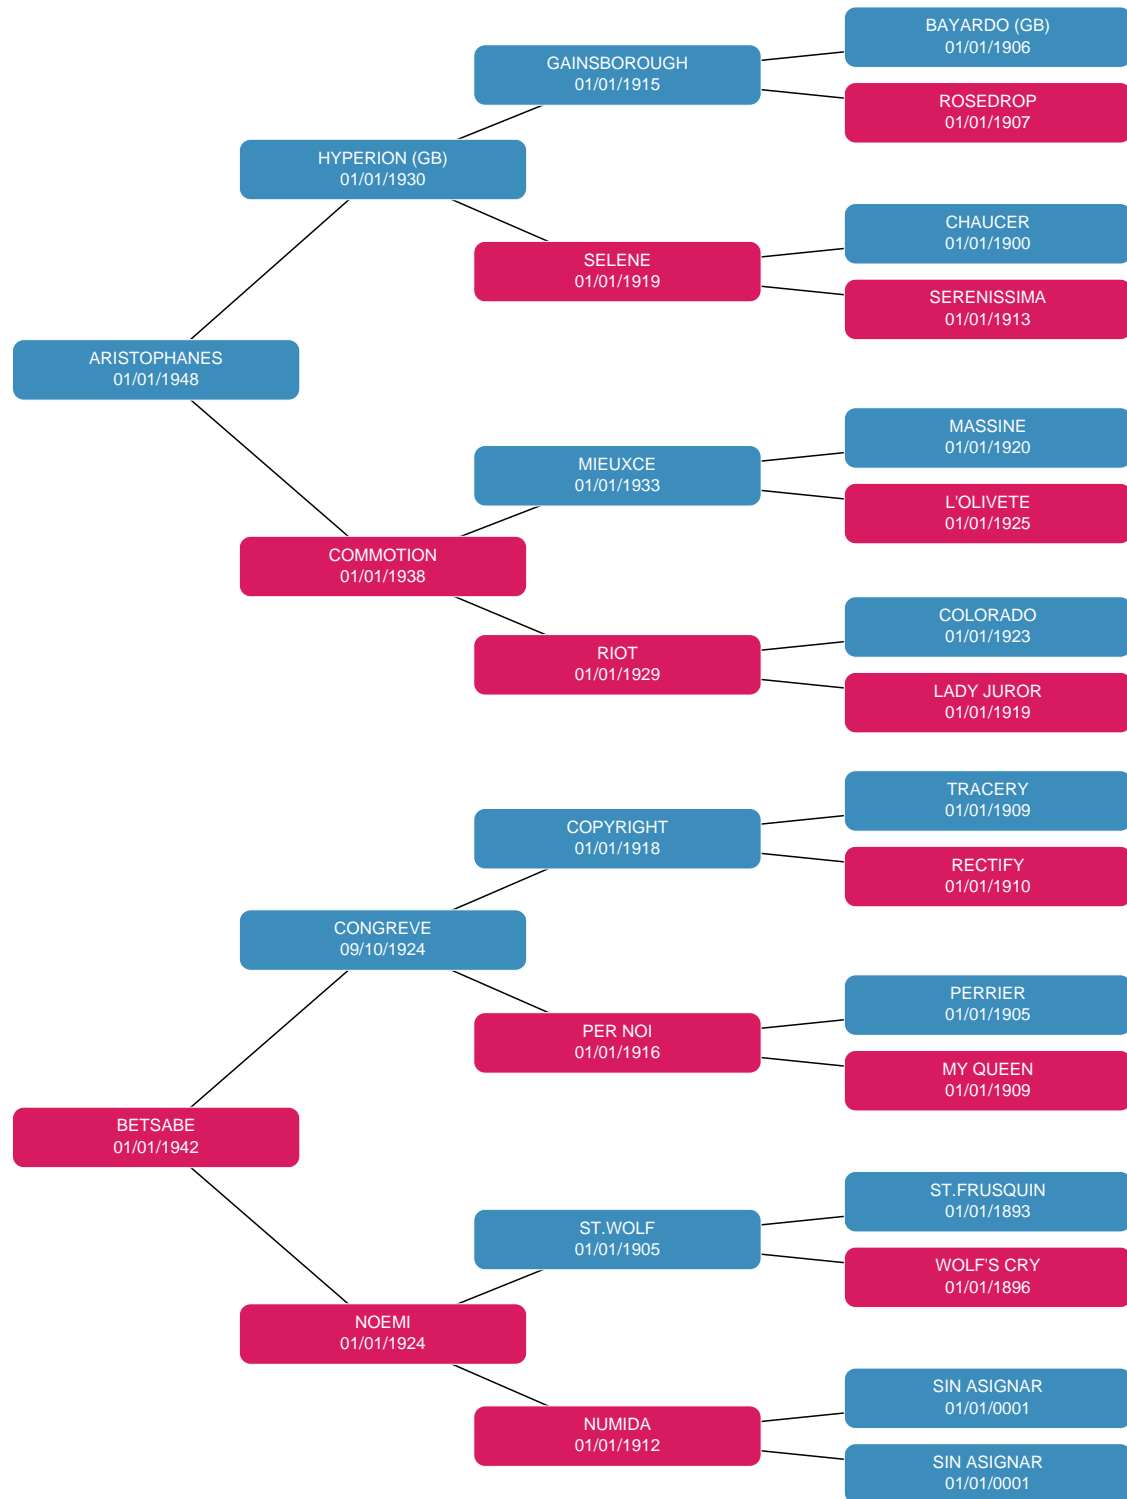 BAYARDO (GB)
01/01/1906
GAINSBOROUGH
01/01/1915
ROSEDROP
01/01/1907
HYPERION (GB)
01/01/1930
CHAUCER
01/01/1900
SELENE
01/01/1919
SERENISSIMA
01/01/1913
ARISTOPHANES
01/01/1948
MASSINE
01/01/1920
MIEUXCE
01/01/1933
L'OLIVETE
01/01/1925
COMMOTION
01/01/1938
COLORADO
01/01/1923
RIOT
01/01/1929
LADY JUROR
01/01/1919
TRACERY
01/01/1909
COPYRIGHT
01/01/1918
RECTIFY
01/01/1910
CONGREVE
09/10/1924
PERRIER
01/01/1905
PER NOI
01/01/1916
MY QUEEN
01/01/1909
BETSABE
01/01/1942
ST.FRUSQUIN
01/01/1893
ST.WOLF
01/01/1905
WOLF'S CRY
01/01/1896
NOEMI
01/01/1924
SIN ASIGNAR
01/01/0001
NUMIDA
01/01/1912
SIN ASIGNAR
01/01/0001